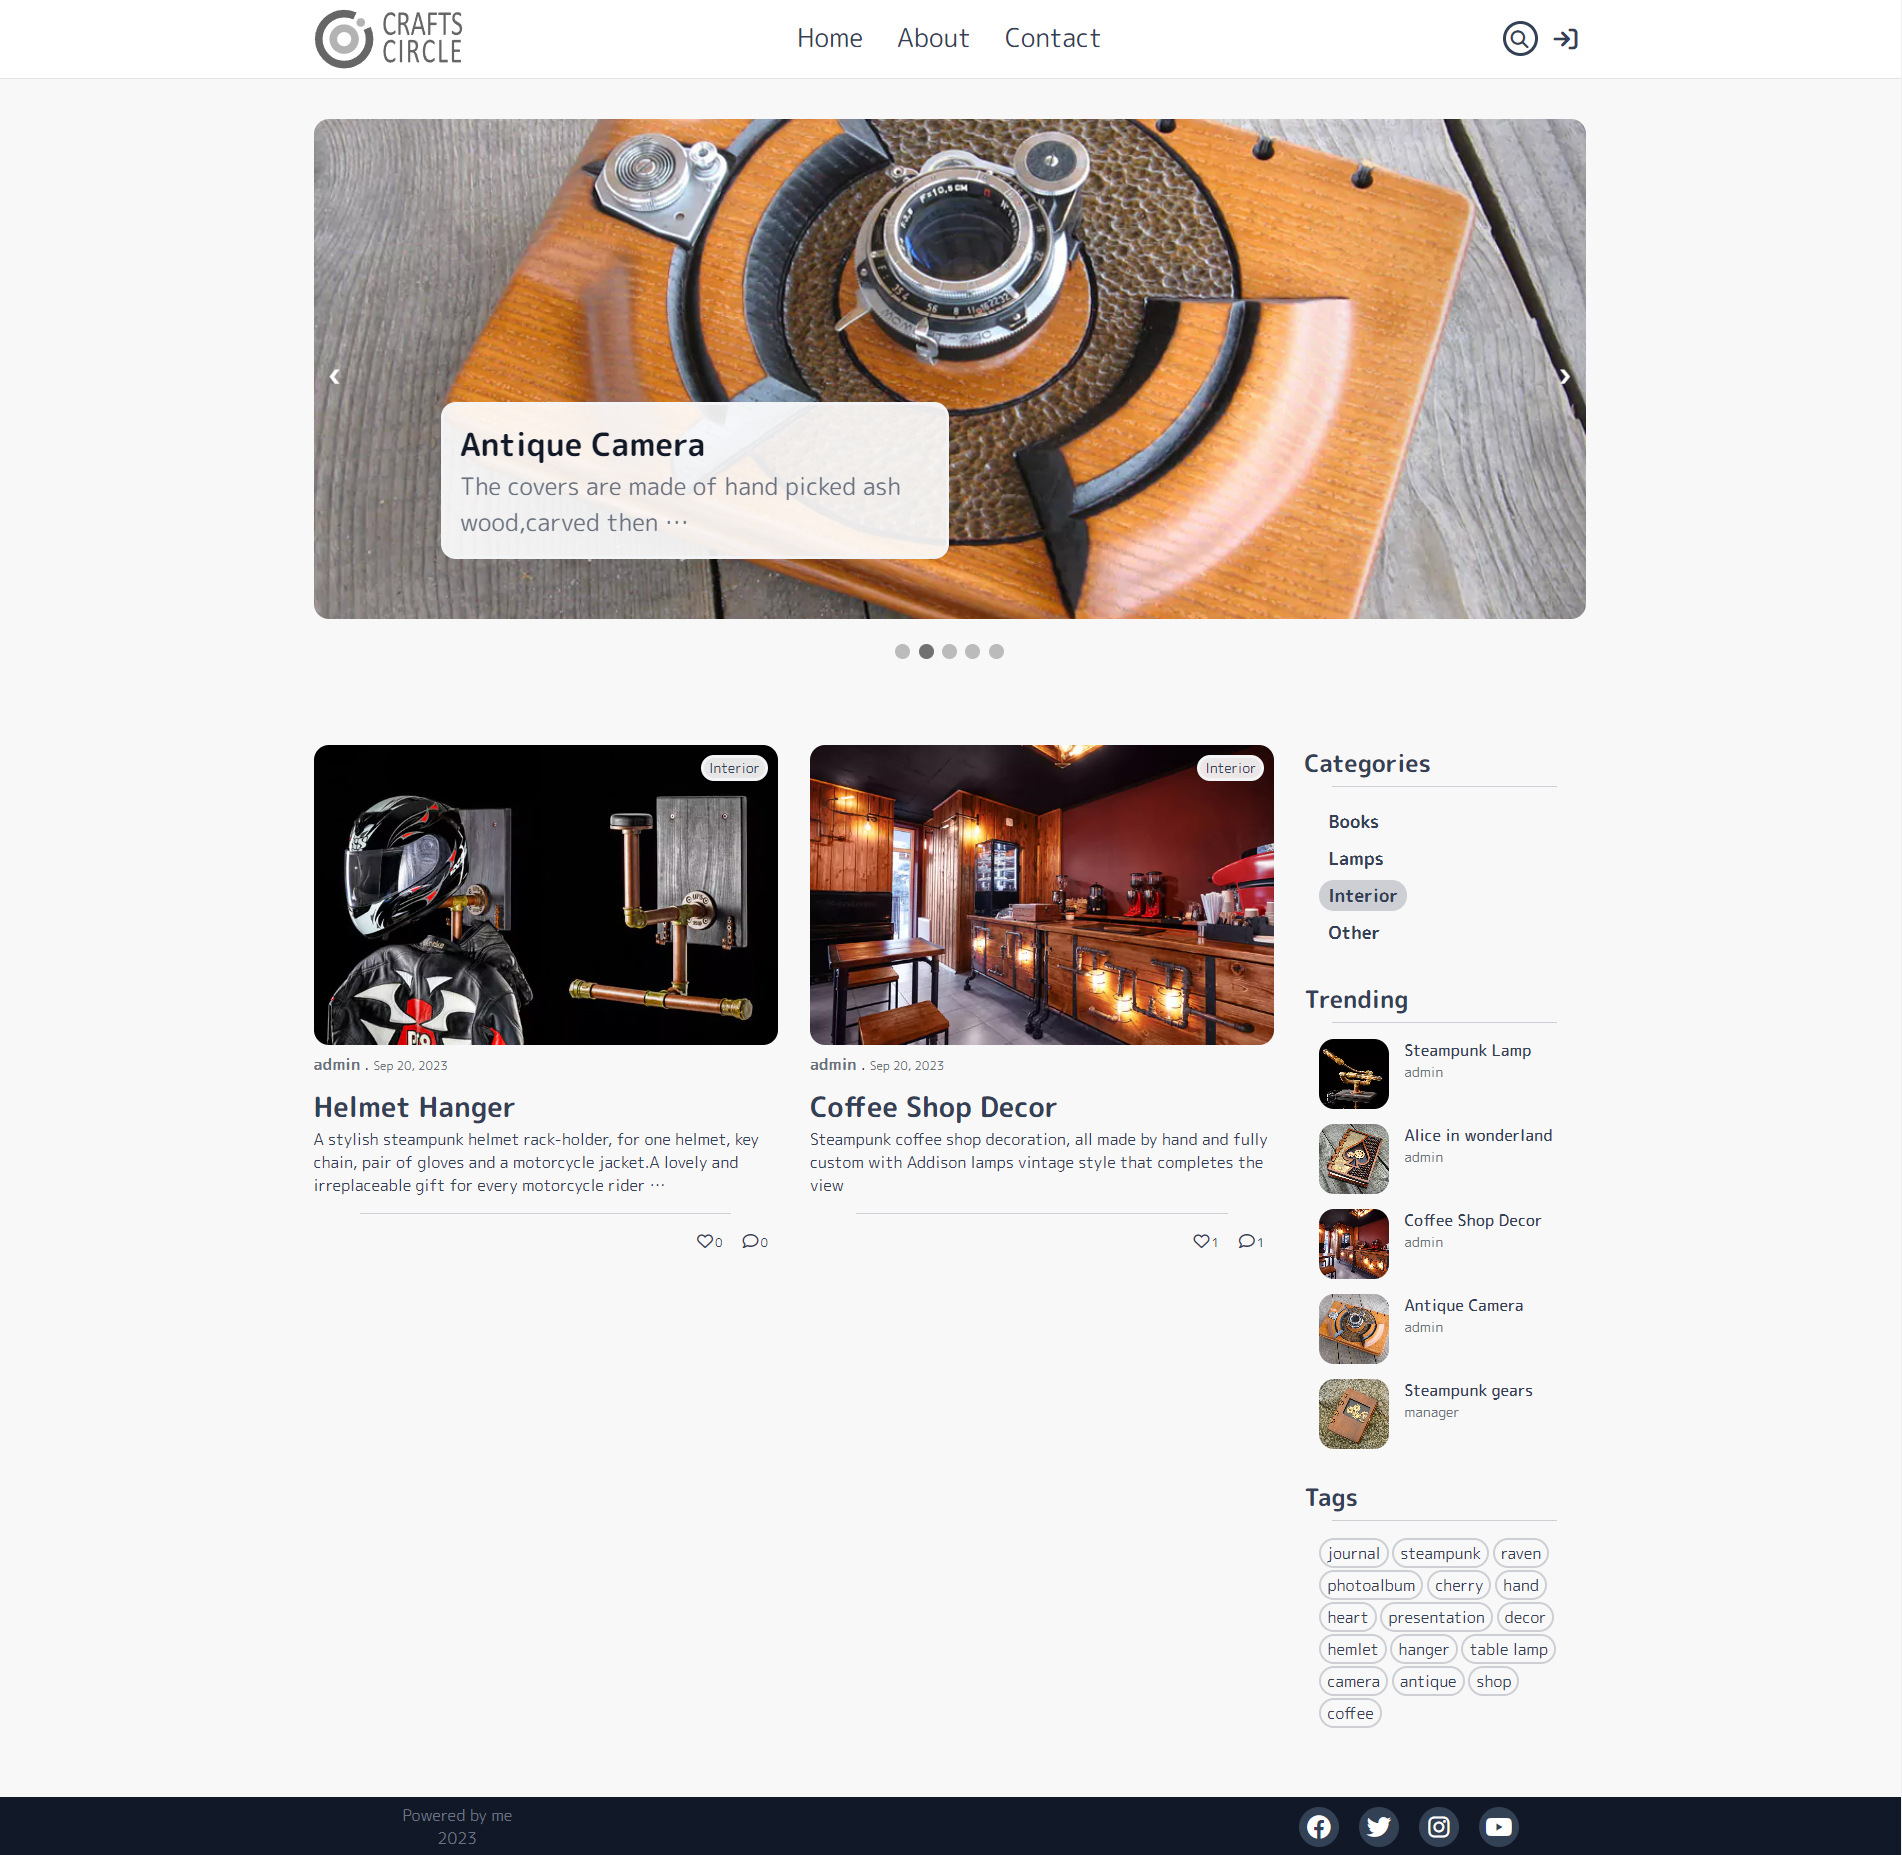 CRAFTS
CIRCLE
Home
About
Contact
F=10,5cm
Antique Camera
The covers are made of hand picked ash
wood,carved then ⋯
Interior
admin . Sep 20, 2023
Helmet Hanger
A stylish steampunk helmet rack-holder, for one helmet, key
chain, pair of gloves and a motorcycle jacket.A lovely and
irreplaceable gift for every motorcycle rider ⋯
0
0
Interior
admin . Sep 20, 2023
Coffee Shop Decor
Steampunk coffee shop decoration, all made by hand and fully
custom with Addison lamps vintage style that completes the
view
1
1
Categories
Books
Lamps
Interior
Other
Trending
Steampunk Lamp
admin
Alice in wonderland
admin
Coffee Shop Decor
admin
Antique Camera
admin
Steampunk gears
manager
Tags
journal steampunk raven
photoalbum cherry hand
heart presentation decor
hemlet hanger table lamp
camera antique shop
coffee
Powered by me
2023